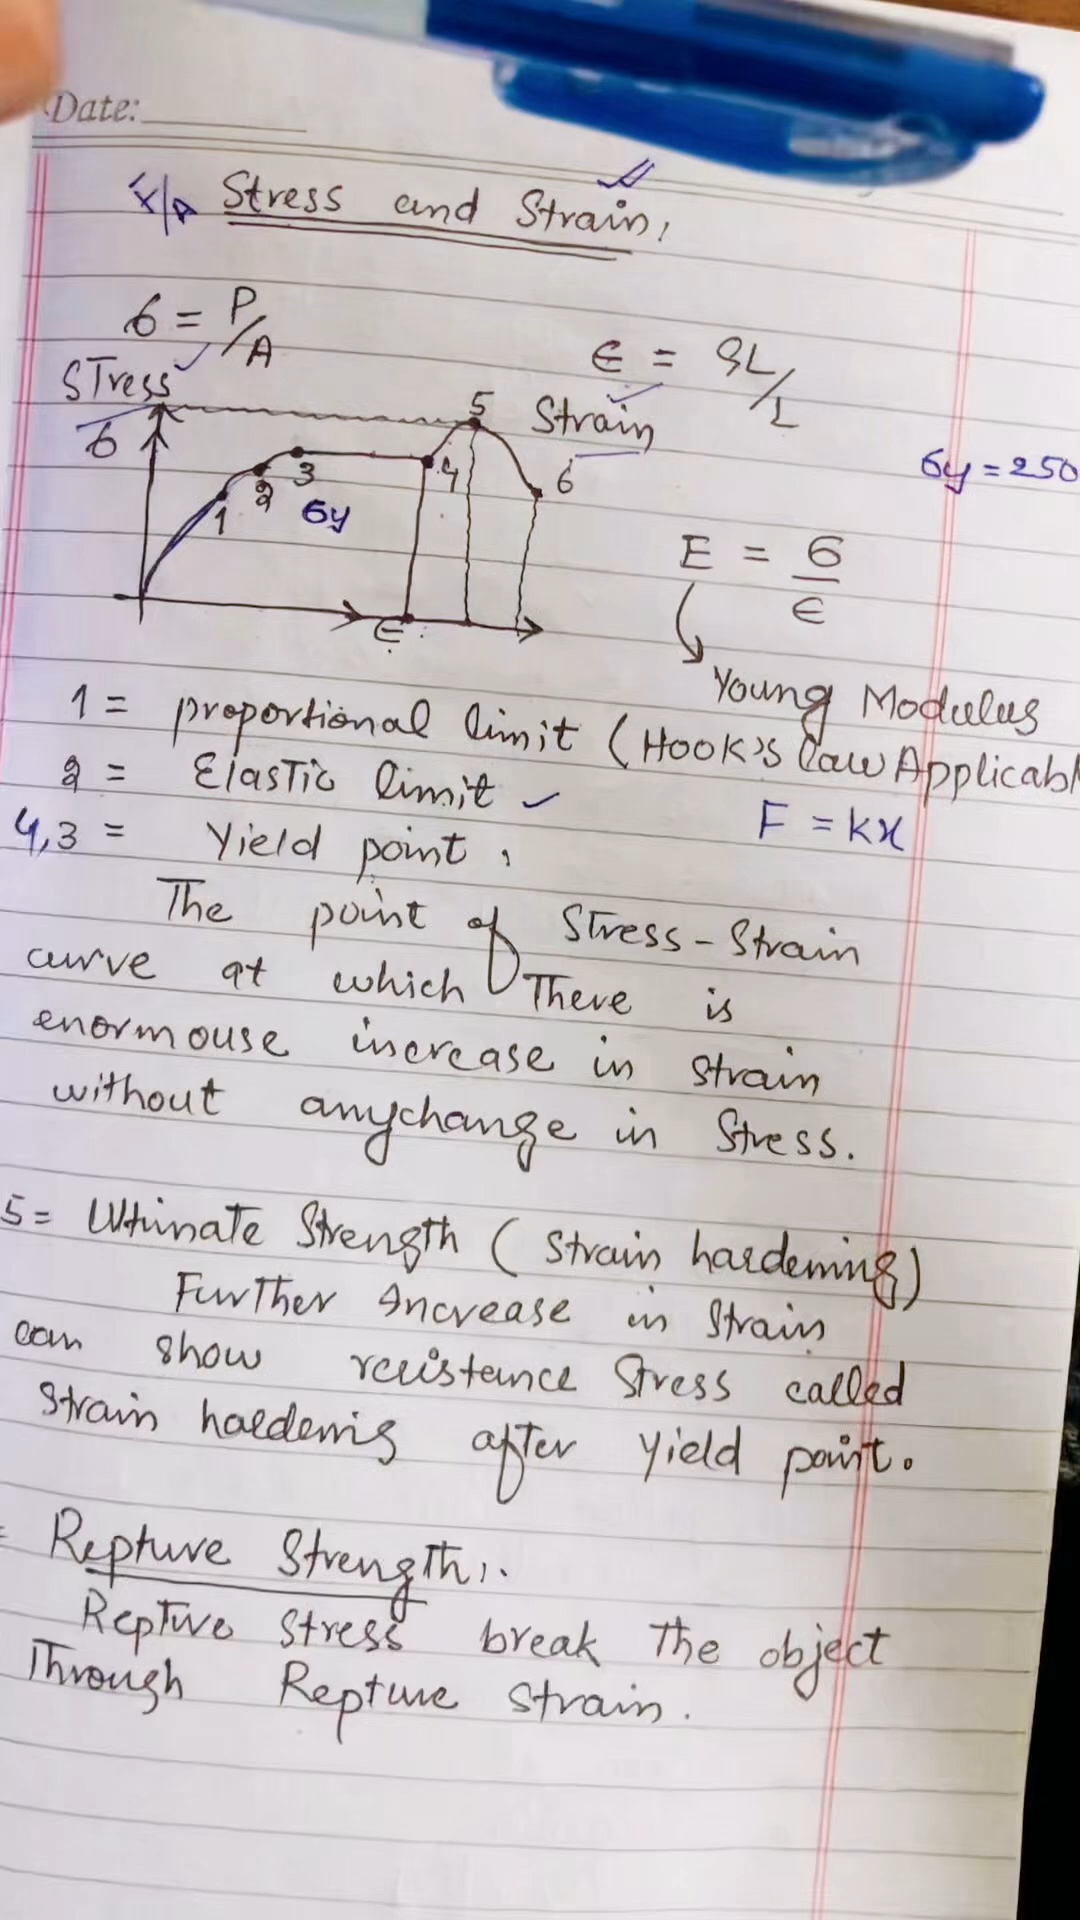 Date:
F/A Stress and Strain,
σ = P/A
ϵ = δL/L
STress
σ
Strain
5
3
4
6
2
1
σy
σy = 250
E = σ/ϵ
ϵ
Young Modulus
1 = proportional limit (Hook's law Applicabl
2 = Elastic limit
F = kx
4,3 = Yield point,
The point of Stress-Strain
curve at which There is
enormouse increase in strain
without anychange in Stress.
5= Ultimate Strength (strain hardening)
Further increase in strain
can show resistence Stress called
strain hardenig after Yield point.
= Repture Strength,.
Repture stress break the object
Through Repture strain.